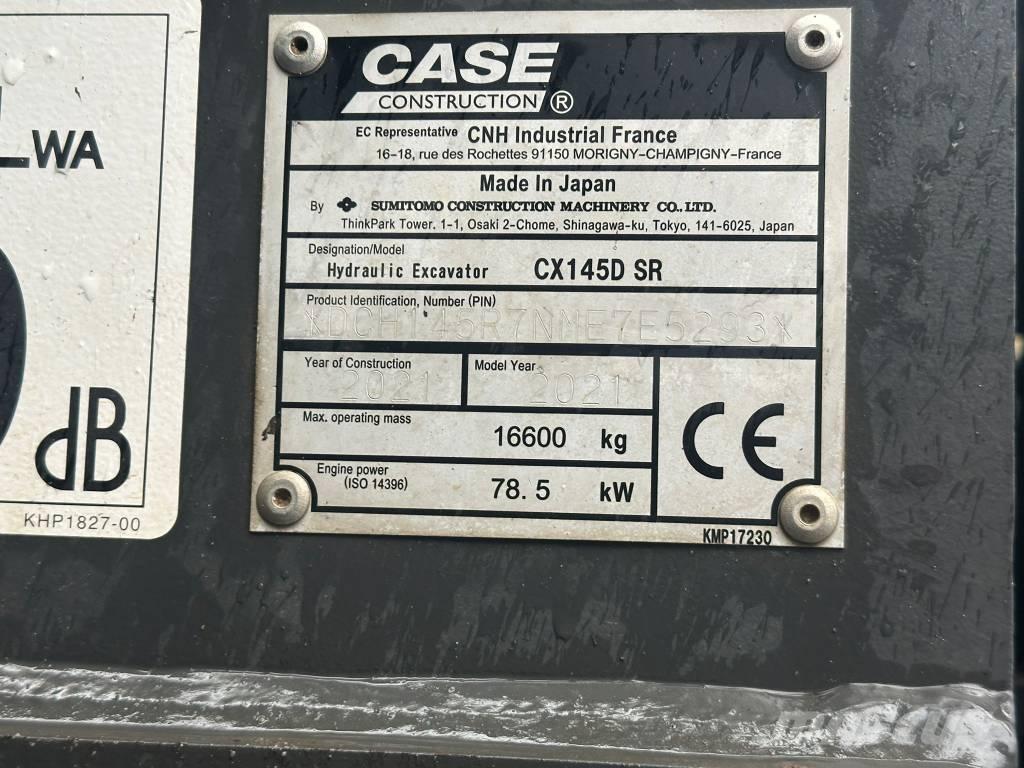 LWA
dB
KHP1827-00
CASE
CONSTRUCTION ®
EC Representative CNH Industrial France
16-18, rue des Rochettes 91150 MORIGNY-CHAMPIGNY-France
Made In Japan
By SUMITOMO CONSTRUCTION MACHINERY CO., LTD.
ThinkPark Tower. 1-1, Osaki 2-Chome, Shinagawa-ku, Tokyo, 141-6025, Japan
Designation/Model
Hydraulic Excavator CX145D SR
Product Identification, Number (PIN)
Year of Construction 2021 Model Year 2021
Max. operating mass
16600 kg
Engine power
(ISO 14396)
78.5 kW
CE
KMP17230